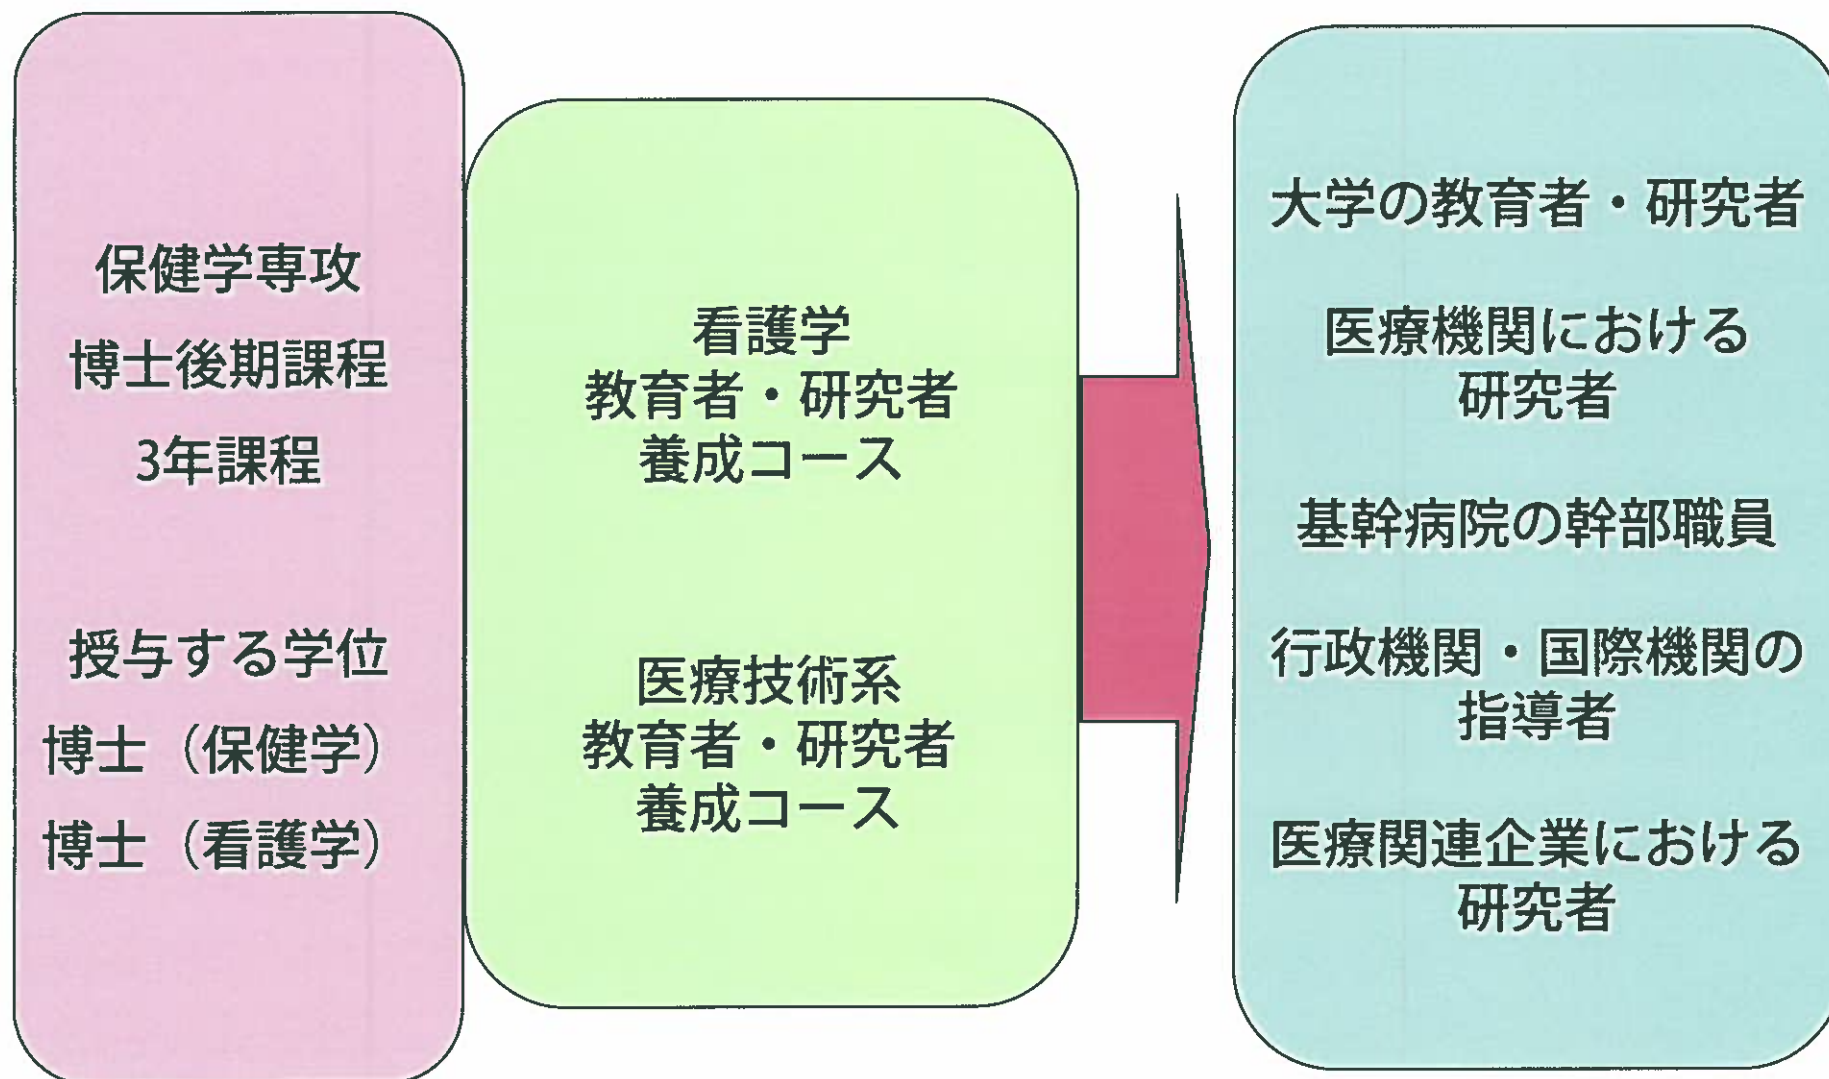 保健学専攻
博士後期課程
3年課程
授与する学位
博士（保健学）
博士（看護学）
看護学
教育者・研究者
養成コース
医療技術系
教育者・研究者
養成コース
大学の教育者・研究者
医療機関における
研究者
基幹病院の幹部職員
行政機関・国際機関の
指導者
医療関連企業における
研究者